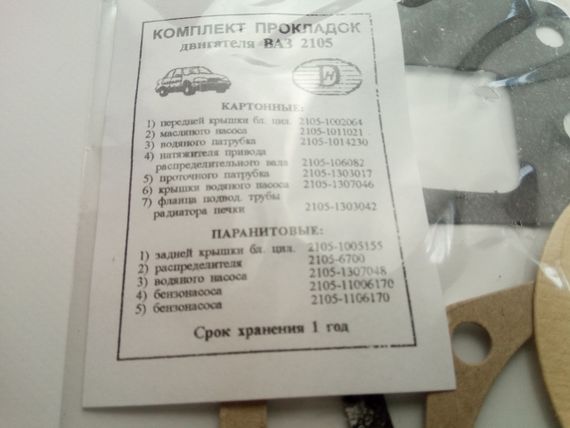 КОМПЛЕКТ ПРОКЛАДОК
двигателя ВАЗ 2105
КАРТОННЫЕ:
1) передней крышки бл. цил. 2105-1002064
2) масляного насоса 2105-1011021
3) водяного патрубка 2105-1014230
4) натяжителя привода
распределительного вала 2105-106082
5) проточного патрубка 2105-1303017
6) крышки водяного насоса 2105-1307046
7) фланца подвод. трубы
радиатора печки 2105-1303042
ПАРАНИТОВЫЕ:
1) задней крышки бл. цил. 2105-1005155
2) распределителя 2105-6700
3) водяного насоса 2105-1307048
4) бензонасоса 2105-11006170
5) бензонасоса 2105-1106170
Срок хранения 1 год